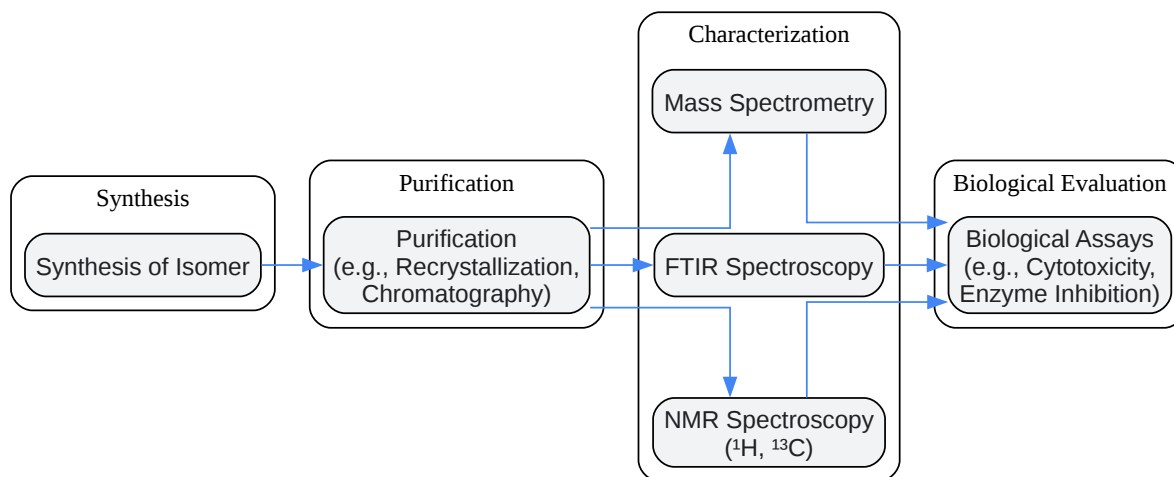 Synthesis
Synthesis of Isomer
Purification
Purification
(e.g., Recrystallization,
Chromatography)
Characterization
Mass Spectrometry
FTIR Spectroscopy
NMR Spectroscopy
(¹H, ¹³C)
Biological Evaluation
Biological Assays
(e.g., Cytotoxicity,
Enzyme Inhibition)